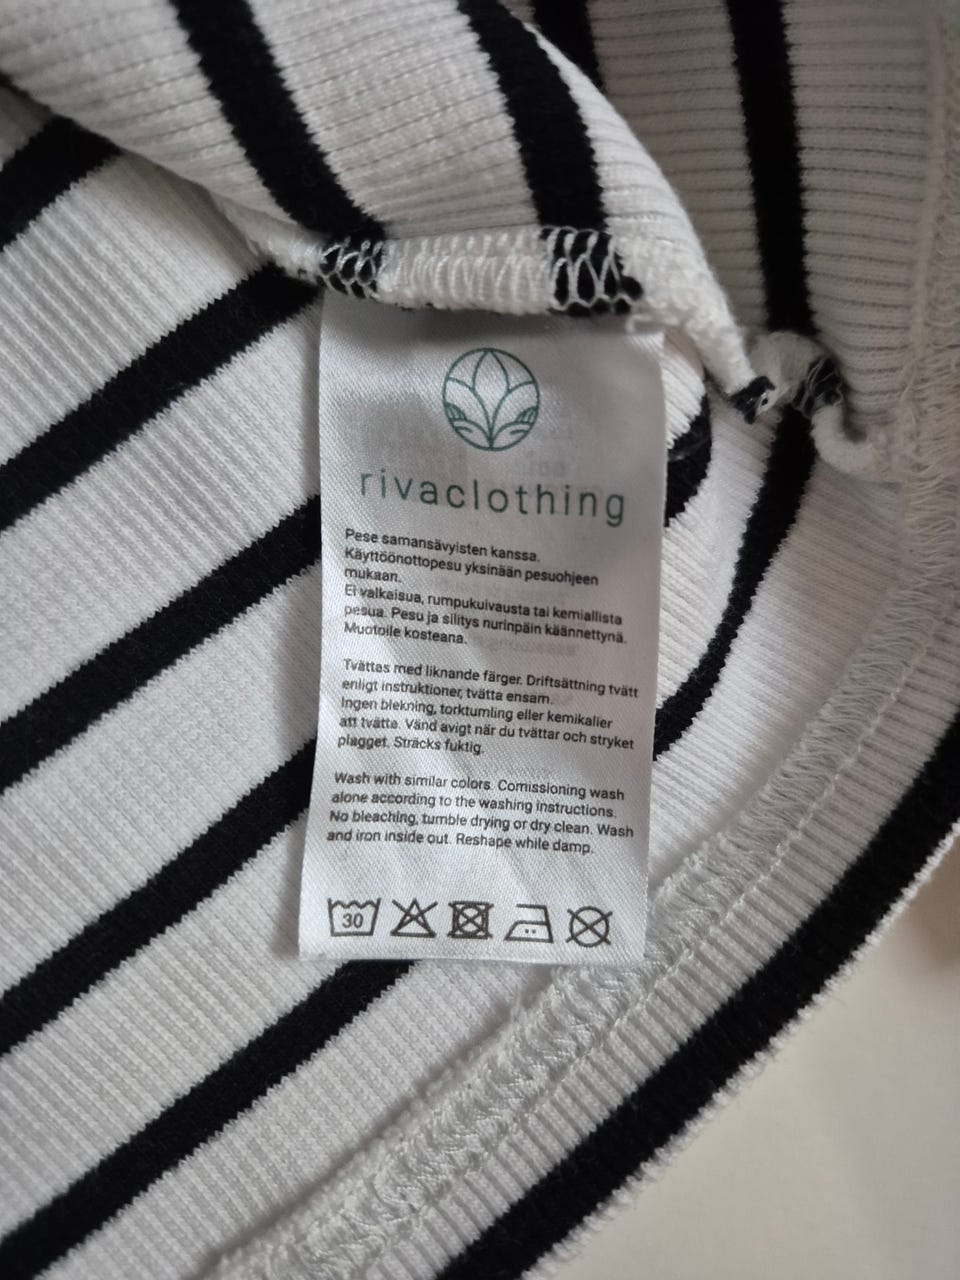 rivaclothing
Pese samansävyisten kanssa.
Käyttöönottopesu yksinään pesuohjeen
mukaan.
Ei valkaisua, rumpukuivausta tai kemiallista
pesua. Pesu ja silitys nurinpäin käännettynä.
Muotoile kosteana.
Tvättas med liknande färger. Driftsättning tvätt
enligt instruktioner, tvätta ensam.
Ingen blekning, torktumling eller kemikalier
att tvätta. Vänd avigt när du tvättar och stryket
plagget. Sträcks fuktig.
Wash with similar colors. Comissioning wash
alone according to the washing instructions.
No bleaching, tumble drying or dry clean. Wash
and iron inside out. Reshape while damp.
30